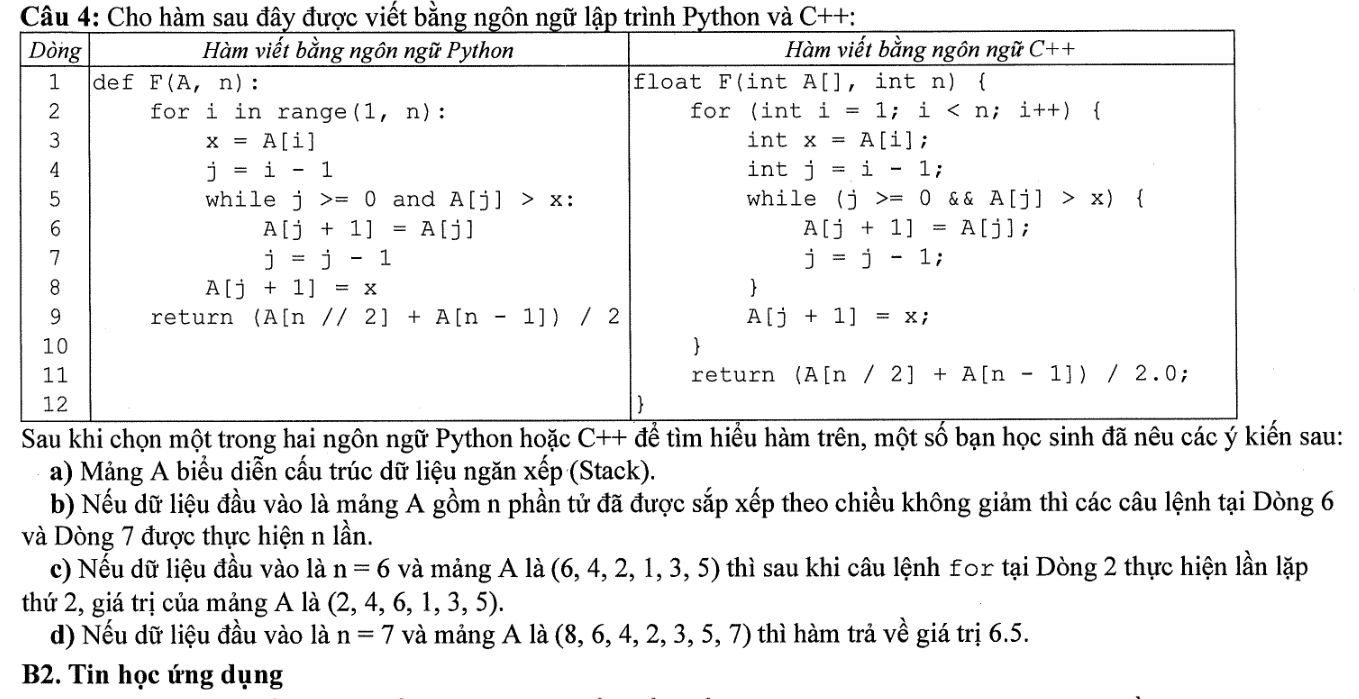 Câu 4: Cho hàm sau đây được viết bằng ngôn ngữ lập trình Python và C++:
Dòng Hàm viết bằng ngôn ngữ Python Hàm viết bằng ngôn ngữ C++
1 def F(A, n): float F(int A[], int n) {
2 for i in range(1, n): for (int i = 1; i < n; i++) {
3 x = A[i] int x = A[i];
4 j = i - 1 int j = i - 1;
5 while j >= 0 and A[j] > x: while (j >= 0 && A[j] > x) {
6 A[j + 1] = A[j] A[j + 1] = A[j];
7 j = j - 1 j = j - 1;
8 A[j + 1] = x }
9 return (A[n // 2] + A[n - 1]) / 2 A[j + 1] = x;
10 }
11 return (A[n / 2] + A[n - 1]) / 2.0;
12 }
Sau khi chọn một trong hai ngôn ngữ Python hoặc C++ để tìm hiểu hàm trên, một số bạn học sinh đã nêu các ý kiến sau:
a) Mảng A biểu diễn cấu trúc dữ liệu ngăn xếp (Stack).
b) Nếu dữ liệu đầu vào là mảng A gồm n phần tử đã được sắp xếp theo chiều không giảm thì các câu lệnh tại Dòng 6
và Dòng 7 được thực hiện n lần.
c) Nếu dữ liệu đầu vào là n = 6 và mảng A là (6, 4, 2, 1, 3, 5) thì sau khi câu lệnh for tại Dòng 2 thực hiện lần lặp
thứ 2, giá trị của mảng A là (2, 4, 6, 1, 3, 5).
d) Nếu dữ liệu đầu vào là n = 7 và mảng A là (8, 6, 4, 2, 3, 5, 7) thì hàm trả về giá trị 6.5.
B2. Tin học ứng dụng